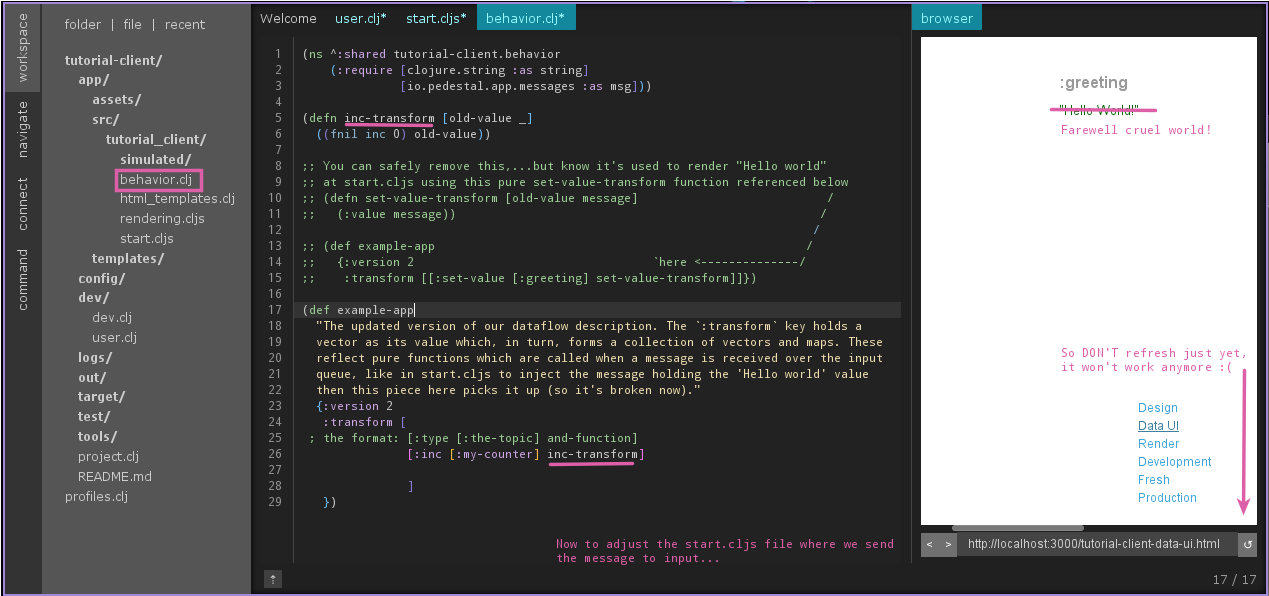 workspace
navigate
connect
command
folder | file | recent
tutorial-client/
app/
assets/
src/
tutorial_client/
simulated/
behavior.clj
html_templates.clj
rendering.cljs
start.cljs
templates/
config/
dev/
dev.clj
user.clj
logs/
out/
target/
test/
tools/
project.clj
README.md
profiles.clj
Welcome user.clj* start.cljs* behavior.clj*
1 (ns ^:shared tutorial-client.behavior
2     (:require [clojure.string :as string]
3               [io.pedestal.app.messages :as msg]))
4
5 (defn inc-transform [old-value _]
6   ((fnil inc 0) old-value))
7
8 ;; You can safely remove this,...but know it's used to render "Hello world"
9 ;; at start.cljs using this pure set-value-transform function referenced below
10 ;; (defn set-value-transform [old-value message]                           /
11 ;;   (:value message))                                                    /
12                                                                          /
13 ;; (def example-app                                                     /
14 ;;   {:version 2                                  `here <--------------/
15 ;;    :transform [[:set-value [:greeting] set-value-transform]]})
16
17 (def example-app
18   "The updated version of our dataflow description. The `:transform` key holds a
19   vector as its value which, in turn, forms a collection of vectors and maps. These
20   reflect pure functions which are called when a message is received over the input
21   queue, like in start.cljs to inject the message holding the 'Hello world' value
22   then this piece here picks it up (so it's broken now)."
23   {:version 2
24    :transform [
25  ; the format: [:type [:the-topic] and-function]
26                [:inc [:my-counter] inc-transform]
27
28                ]
29    })
Now to adjust the start.cljs file where we send
the message to input...
browser
:greeting
"Hello World!"
Farewell cruel world!
So DON'T refresh just yet,
it won't work anymore :(
Design
Data UI
Render
Development
Fresh
Production
< > http://localhost:3000/tutorial-client-data-ui.html ↺
⇡
17 / 17